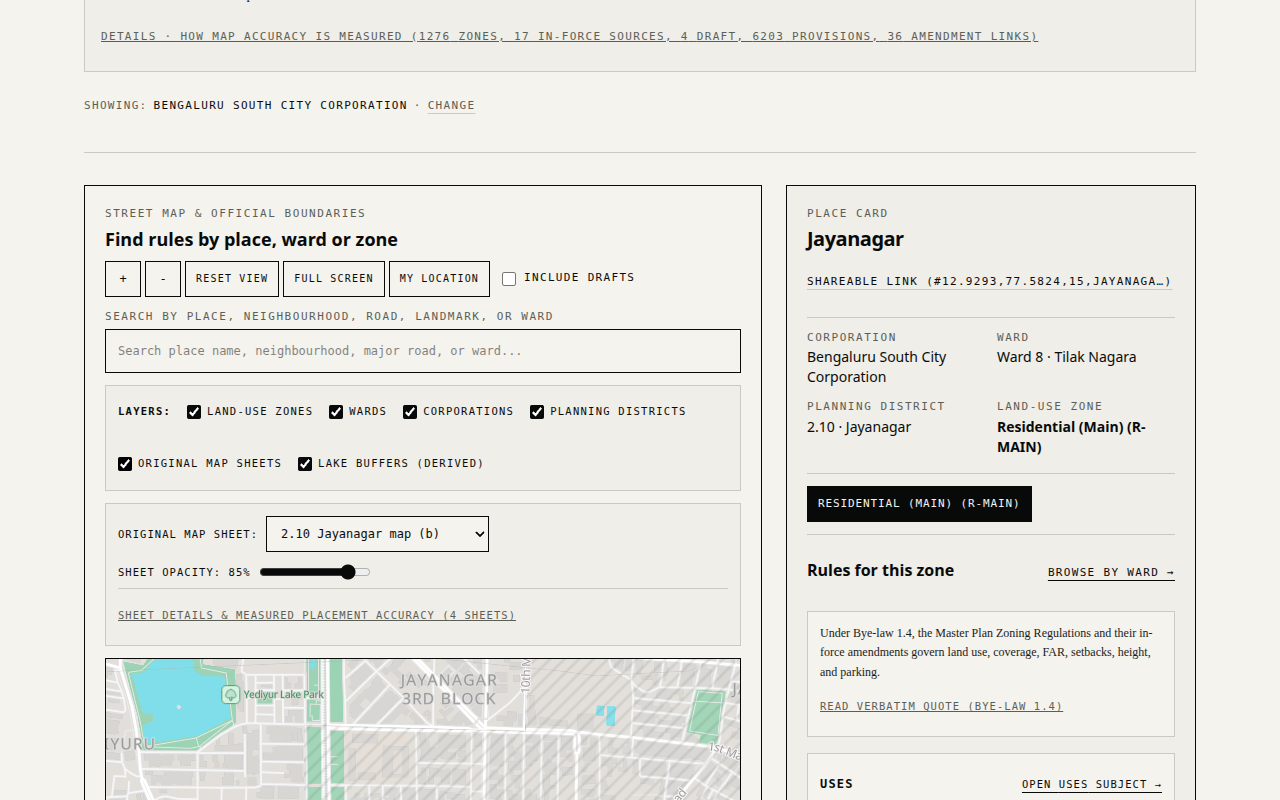 DETAILS · HOW MAP ACCURACY IS MEASURED (1276 ZONES, 17 IN-FORCE SOURCES, 4 DRAFT, 6203 PROVISIONS, 36 AMENDMENT LINKS)
SHOWING: BENGALURU SOUTH CITY CORPORATION · CHANGE
STREET MAP & OFFICIAL BOUNDARIES
Find rules by place, ward or zone
+ - RESET VIEW FULL SCREEN MY LOCATION INCLUDE DRAFTS
SEARCH BY PLACE, NEIGHBOURHOOD, ROAD, LANDMARK, OR WARD
Search place name, neighbourhood, major road, or ward...
LAYERS: LAND-USE ZONES WARDS CORPORATIONS PLANNING DISTRICTS
ORIGINAL MAP SHEETS LAKE BUFFERS (DERIVED)
ORIGINAL MAP SHEET: 2.10 Jayanagar map (b)
SHEET OPACITY: 85%
SHEET DETAILS & MEASURED PLACEMENT ACCURACY (4 SHEETS)
Yediyur Lake Park
JAYANAGAR
3RD BLOCK
10th M
IYURU
1st Ma
PLACE CARD
Jayanagar
SHAREABLE LINK (#12.9293,77.5824,15,JAYANAGA…)
CORPORATION
Bengaluru South City
Corporation
WARD
Ward 8 · Tilak Nagara
PLANNING DISTRICT
2.10 · Jayanagar
LAND-USE ZONE
Residential (Main) (R-
MAIN)
RESIDENTIAL (MAIN) (R-MAIN)
Rules for this zone BROWSE BY WARD →
Under Bye-law 1.4, the Master Plan Zoning Regulations and their in-
force amendments govern land use, coverage, FAR, setbacks, height,
and parking.
READ VERBATIM QUOTE (BYE-LAW 1.4)
USES OPEN USES SUBJECT →